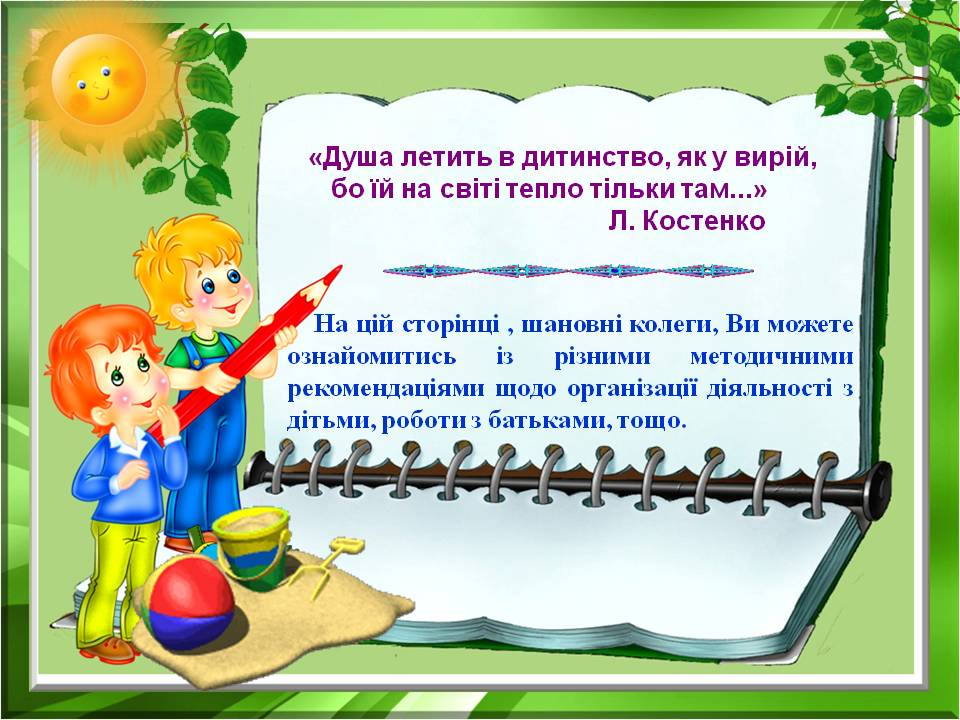 «Душа летить в дитинство, як у вирій,
бо їй на світі тепло тільки там...»
Л. Костенко
На цій сторінці , шановні колеги, Ви можете
ознайомитись із різними методичними
рекомендаціями щодо організації діяльності з
дітьми, роботи з батьками, тощо.